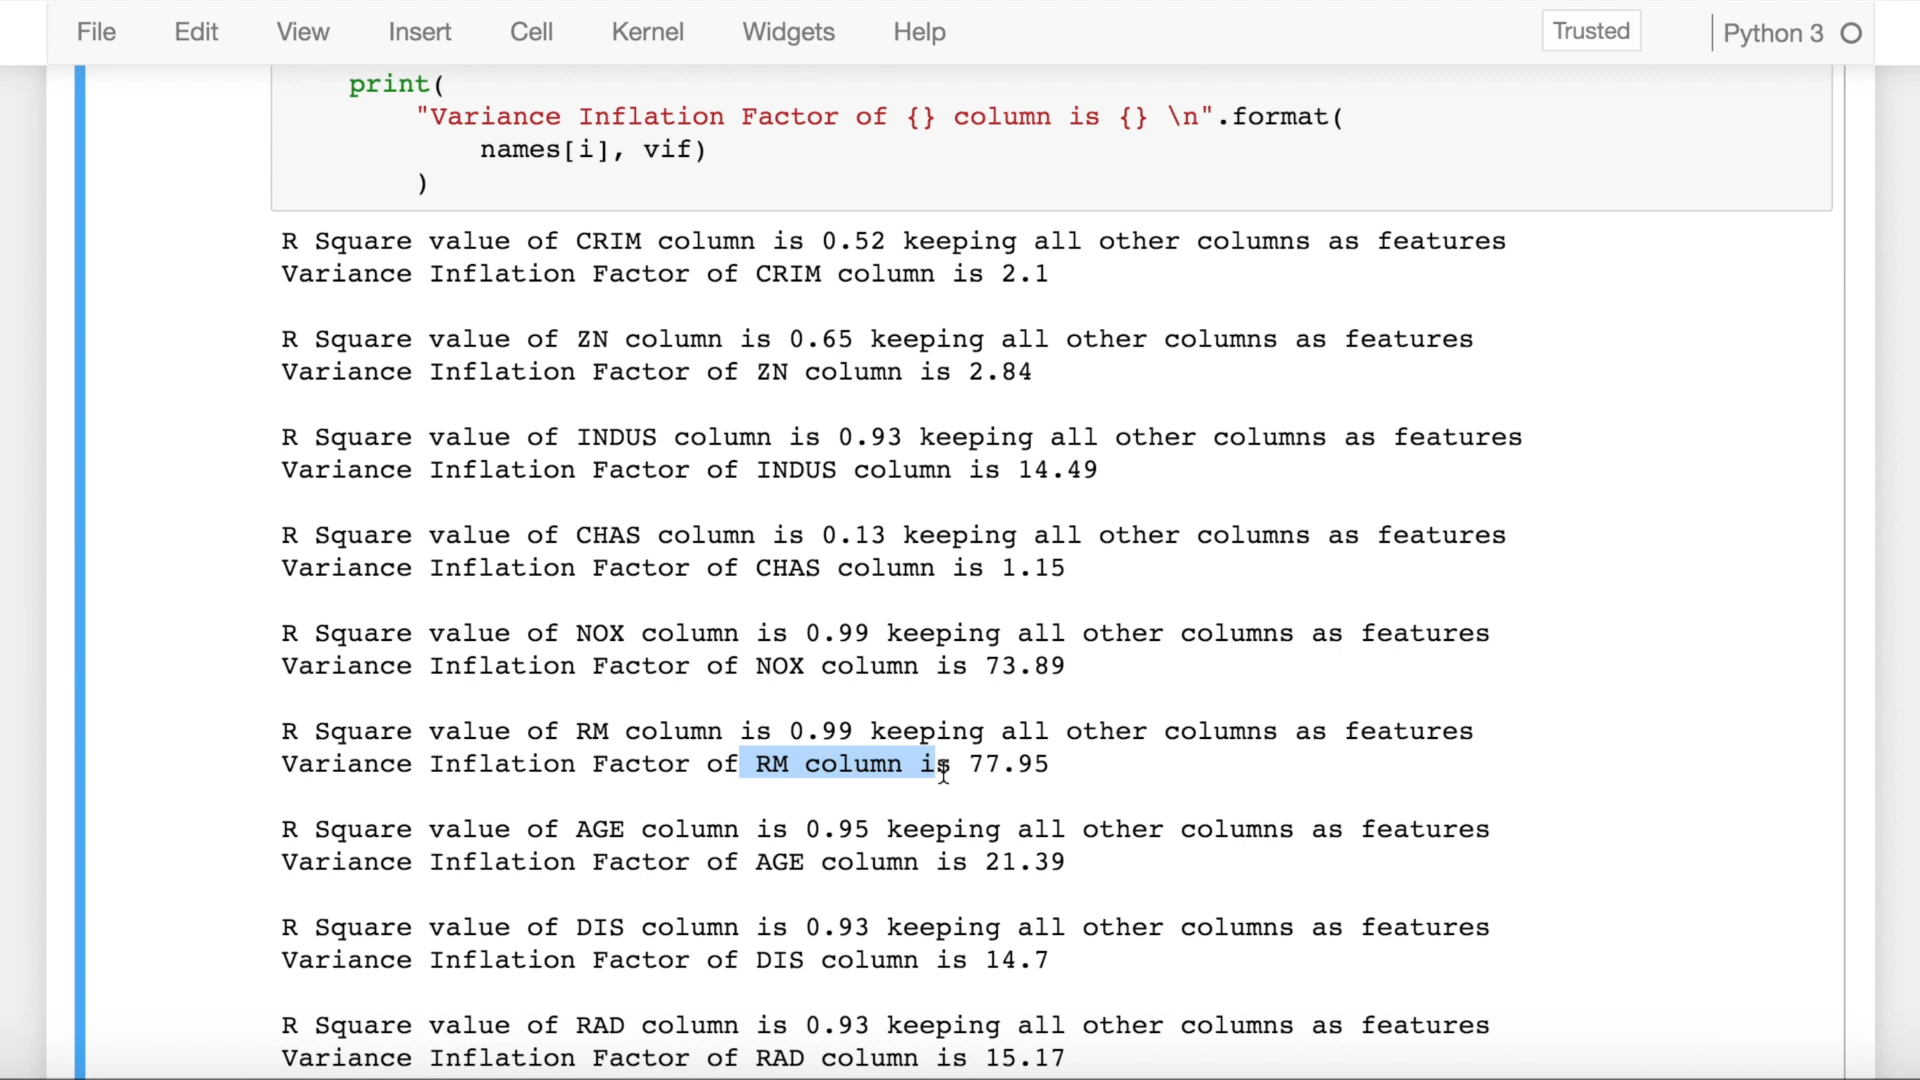 File Edit View Insert Cell Kernel Widgets Help Trusted Python 3
print(
"Variance Inflation Factor of {} column is {} \n".format(
names[i], vif)
)
R Square value of CRIM column is 0.52 keeping all other columns as features
Variance Inflation Factor of CRIM column is 2.1
R Square value of ZN column is 0.65 keeping all other columns as features
Variance Inflation Factor of ZN column is 2.84
R Square value of INDUS column is 0.93 keeping all other columns as features
Variance Inflation Factor of INDUS column is 14.49
R Square value of CHAS column is 0.13 keeping all other columns as features
Variance Inflation Factor of CHAS column is 1.15
R Square value of NOX column is 0.99 keeping all other columns as features
Variance Inflation Factor of NOX column is 73.89
R Square value of RM column is 0.99 keeping all other columns as features
Variance Inflation Factor of RM column is 77.95
R Square value of AGE column is 0.95 keeping all other columns as features
Variance Inflation Factor of AGE column is 21.39
R Square value of DIS column is 0.93 keeping all other columns as features
Variance Inflation Factor of DIS column is 14.7
R Square value of RAD column is 0.93 keeping all other columns as features
Variance Inflation Factor of RAD column is 15.17